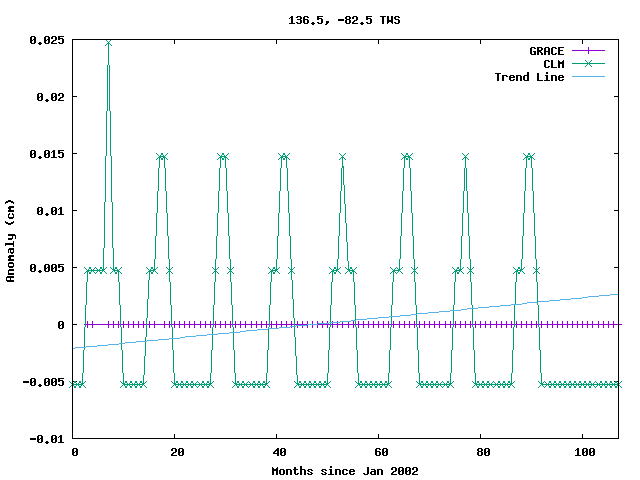 136.5, -82.5 TWS
GRACE
CLM
Trend Line
0.025
0.02
0.015
0.01
0.005
0
-0.005
-0.01
Anomaly (cm)
0 20 40 60 80 100
Months since Jan 2002